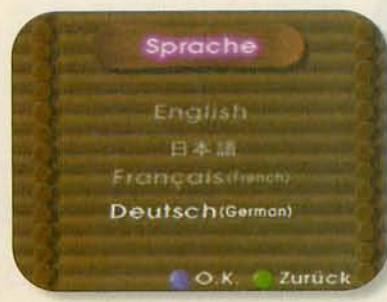 Sprache
English
日本語
Français(French)
Deutsch(German)
O.K. Zurück